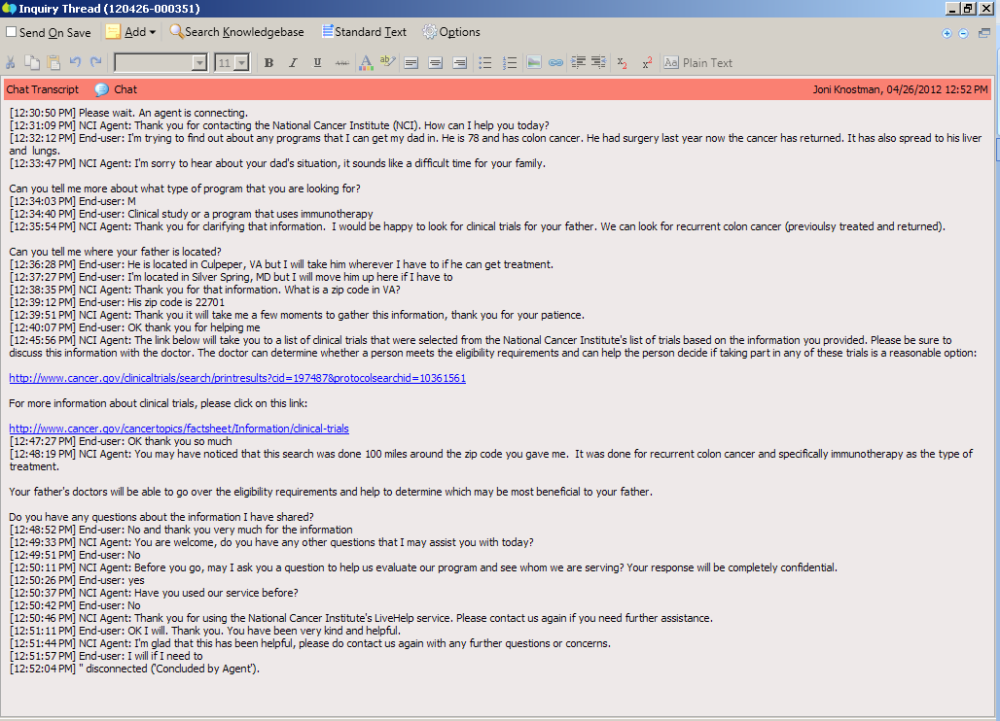 Inquiry Thread (120426-000351)
Send On Save Add Search Knowledgebase Standard Text Options
11 B I U abc A ab x2 x2 Aa Plain Text
Chat Transcript Chat Joni Knostman, 04/26/2012 12:52 PM
[12:30:50 PM] Please wait. An agent is connecting.
[12:31:09 PM] NCI Agent: Thank you for contacting the National Cancer Institute (NCI). How can I help you today?
[12:32:12 PM] End-user: I'm trying to find out about any programs that I can get my dad in. He is 78 and has colon cancer. He had surgery last year now the cancer has returned. It has also spread to his liver
and lungs.
[12:33:47 PM] NCI Agent: I'm sorry to hear about your dad's situation, it sounds like a difficult time for your family.
Can you tell me more about what type of program that you are looking for?
[12:34:03 PM] End-user: M
[12:34:40 PM] End-user: Clinical study or a program that uses immunotherapy
[12:35:54 PM] NCI Agent: Thank you for clarifying that information. I would be happy to look for clinical trials for your father. We can look for recurrent colon cancer (previoulsy treated and returned).
Can you tell me where your father is located?
[12:36:28 PM] End-user: He is located in Culpeper, VA but I will take him wherever I have to if he can get treatment.
[12:37:27 PM] End-user: I'm located in Silver Spring, MD but I will move him up here if I have to
[12:38:35 PM] NCI Agent: Thank you for that information. What is a zip code in VA?
[12:39:12 PM] End-user: His zip code is 22701
[12:39:51 PM] NCI Agent: Thank you it will take me a few moments to gather this information, thank you for your patience.
[12:40:07 PM] End-user: OK thank you for helping me
[12:45:56 PM] NCI Agent: The link below will take you to a list of clinical trials that were selected from the National Cancer Institute's list of trials based on the information you provided. Please be sure to
discuss this information with the doctor. The doctor can determine whether a person meets the eligibility requirements and can help the person decide if taking part in any of these trials is a reasonable option:
http://www.cancer.gov/clinicaltrials/search/printresults?cid=197487&protocolsearchid=10361561
For more information about clinical trials, please click on this link:
http://www.cancer.gov/cancertopics/factsheet/Information/clinical-trials
[12:47:27 PM] End-user: OK thank you so much
[12:48:19 PM] NCI Agent: You may have noticed that this search was done 100 miles around the zip code you gave me. It was done for recurrent colon cancer and specifically immunotherapy as the type of
treatment.
Your father's doctors will be able to go over the eligibility requirements and help to determine which may be most beneficial to your father.
Do you have any questions about the information I have shared?
[12:48:52 PM] End-user: No and thank you very much for the information
[12:49:33 PM] NCI Agent: You are welcome, do you have any other questions that I may assist you with today?
[12:49:51 PM] End-user: No
[12:50:11 PM] NCI Agent: Before you go, may I ask you a question to help us evaluate our program and see whom we are serving? Your response will be completely confidential.
[12:50:26 PM] End-user: yes
[12:50:37 PM] NCI Agent: Have you used our service before?
[12:50:42 PM] End-user: No
[12:50:46 PM] NCI Agent: Thank you for using the National Cancer Institute's LiveHelp service. Please contact us again if you need further assistance.
[12:51:11 PM] End-user: OK I will. Thank you. You have been very kind and helpful.
[12:51:44 PM] NCI Agent: I'm glad that this has been helpful, please do contact us again with any further questions or concerns.
[12:51:57 PM] End-user: I will if I need to
[12:52:04 PM] '' disconnected ('Concluded by Agent').